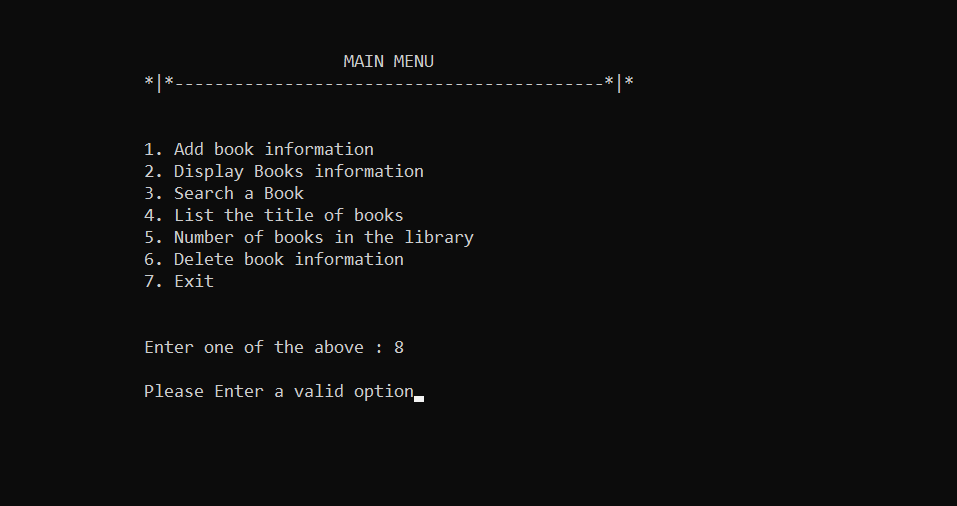 MAIN MENU
*|*-------------------------------------------*|*
1. Add book information
2. Display Books information
3. Search a Book
4. List the title of books
5. Number of books in the library
6. Delete book information
7. Exit
Enter one of the above : 8
Please Enter a valid option